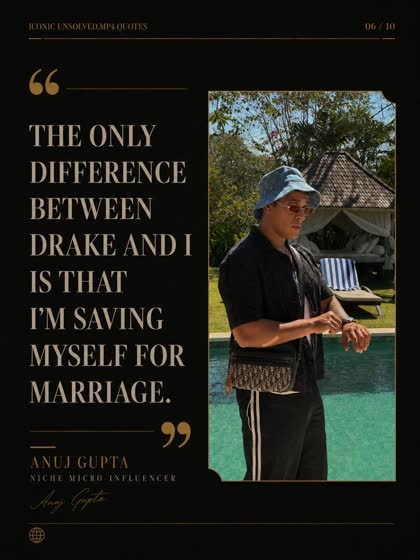 ICONIC UNSOLVED.MP4 QUOTES
06 / 10
“
THE ONLY
DIFFERENCE
BETWEEN
DRAKE AND I
IS THAT
I’M SAVING
MYSELF FOR
MARRIAGE.
”
ANUJ GUPTA
NICHE MICRO-INFLUENCER
Anuj Gupta